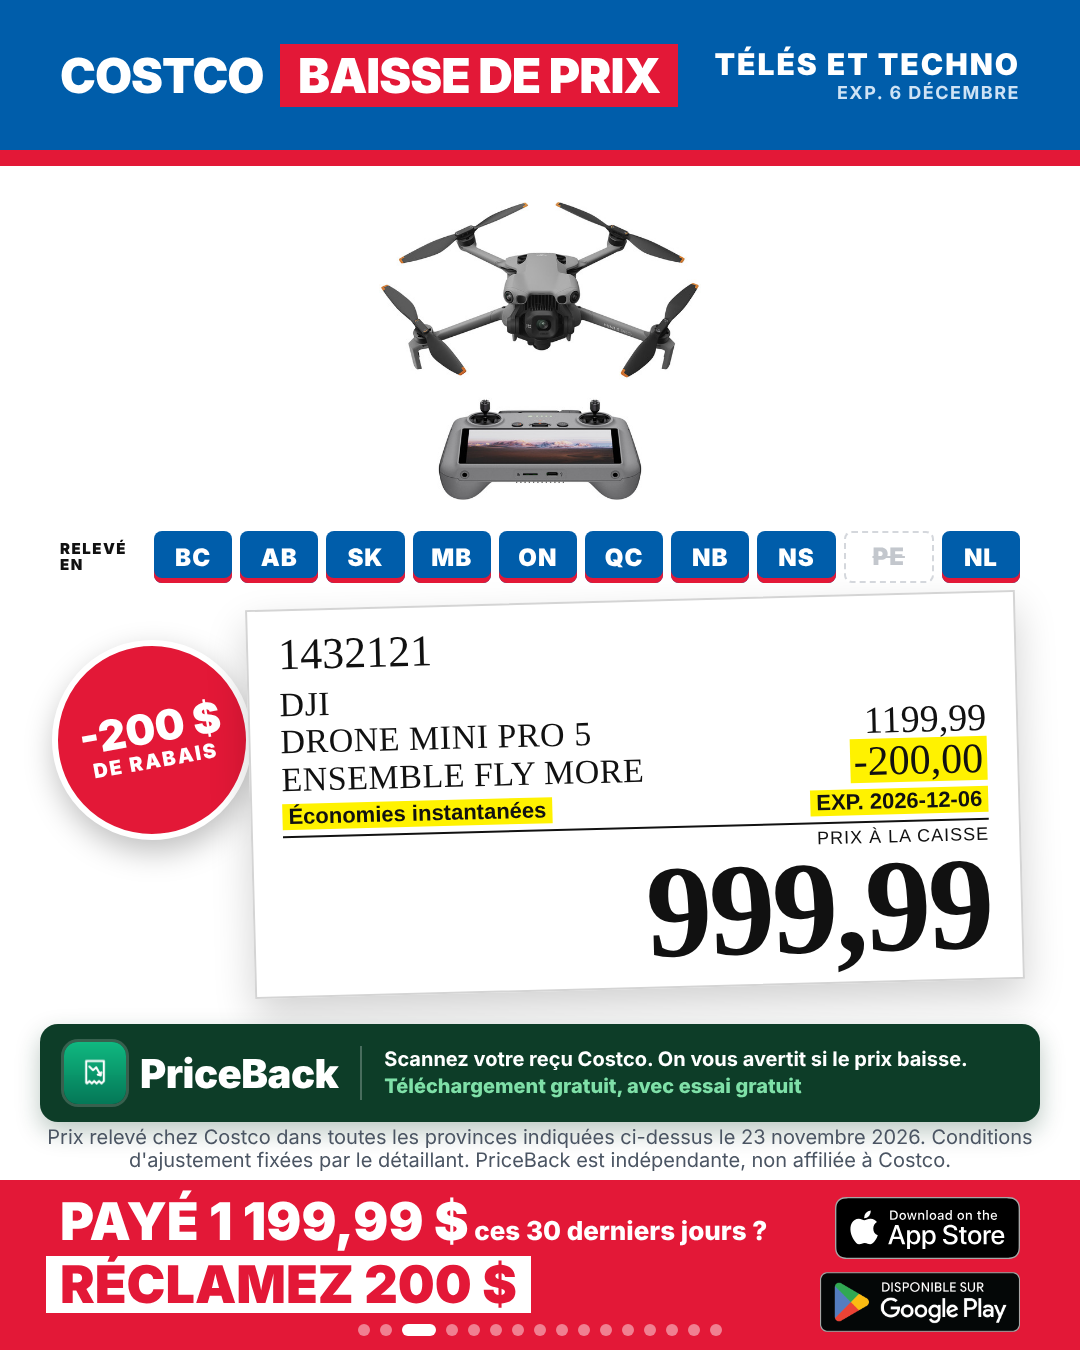 COSTCO BAISSE DE PRIX
TÉLÉS ET TECHNO
EXP. 6 DÉCEMBRE
RELEVÉ EN
BC AB SK MB ON QC NB NS PE NL
-200 $
DE RABAIS
1432121
DJI
DRONE MINI PRO 5
ENSEMBLE FLY MORE
Économies instantanées
1199,99
-200,00
EXP. 2026-12-06
PRIX À LA CAISSE
999,99
PriceBack
Scannez votre reçu Costco. On vous avertit si le prix baisse.
Téléchargement gratuit, avec essai gratuit
Prix relevé chez Costco dans toutes les provinces indiquées ci-dessus le 23 novembre 2026. Conditions
d'ajustement fixées par le détaillant. PriceBack est indépendante, non affiliée à Costco.
PAYÉ 1 199,99 $ ces 30 derniers jours ?
RÉCLAMEZ 200 $
Download on the
App Store
DISPONIBLE SUR
Google Play